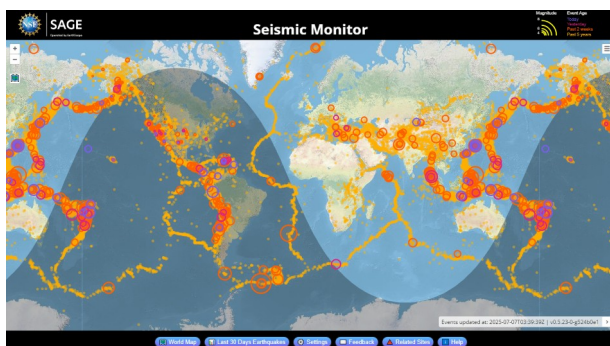 NSF
SAGE
Seismic Monitor
Magnitude
Event Age
Today
Yesterday
Past 2 weeks
Past 5 years
+
−
World Map
Last 30 Days Earthquakes
Settings
Feedback
Related Sites
Help